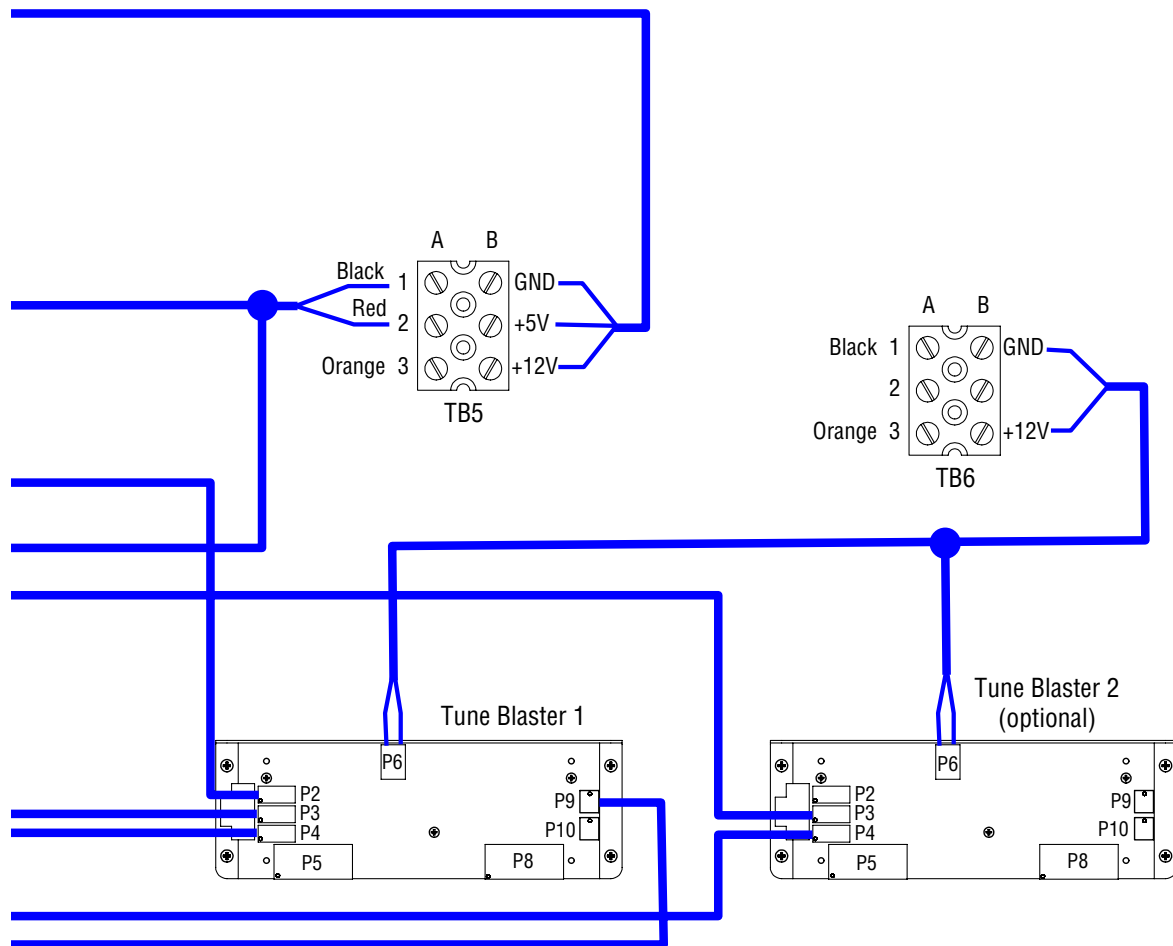 A B
Black 1 GND
Red 2 +5V
Orange 3 +12V
TB5
A B
Black 1 GND
2
Orange 3 +12V
TB6
Tune Blaster 1
P6
P2
P3
P4
P5
P8
P9
P10
Tune Blaster 2
(optional)
P6
P2
P3
P4
P5
P8
P9
P10